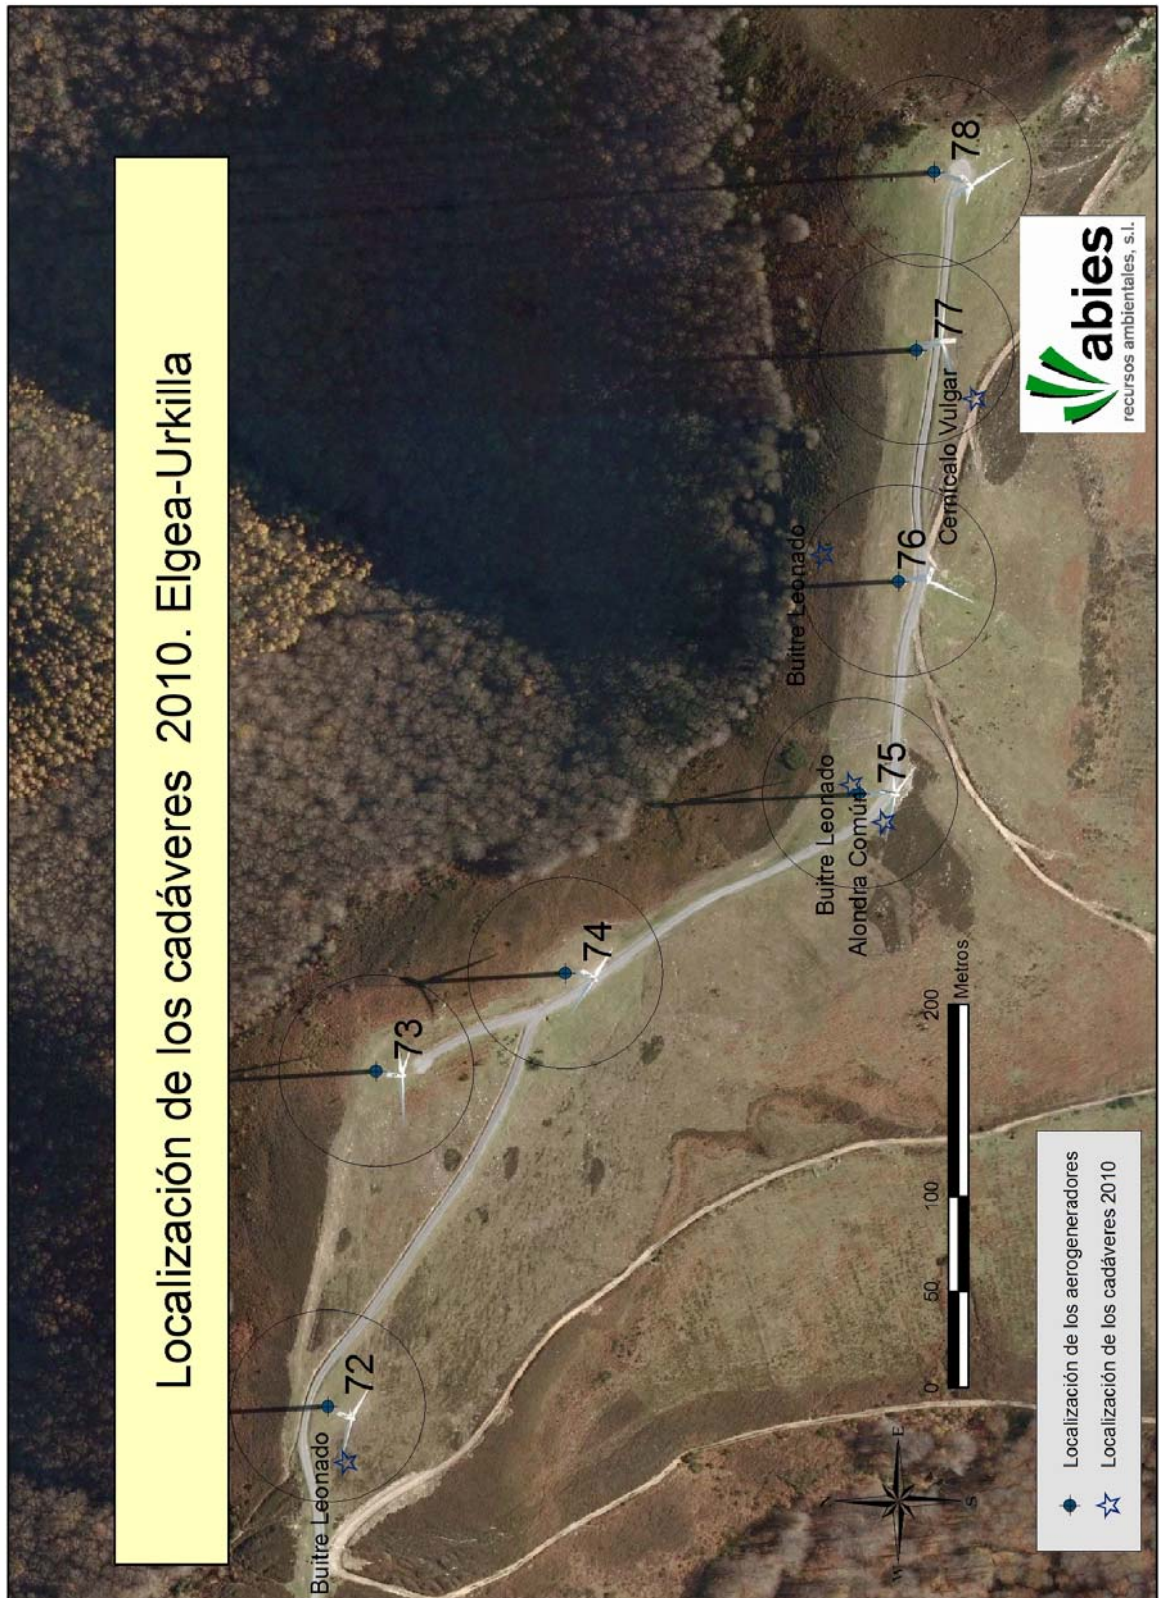 Localización de los cadáveres 2010. Elgea-Urkilla
Buitre Leonado
72
73
74
Buitre Leonado
Alondra Común
75
Buitre Leonado
76
Cernícalo Vulgar
77
78
0 50 100 200
Metros
N
W E
S
Localización de los aerogeneradores
Localización de los cadáveres 2010
abies
recursos ambientales, s.l.